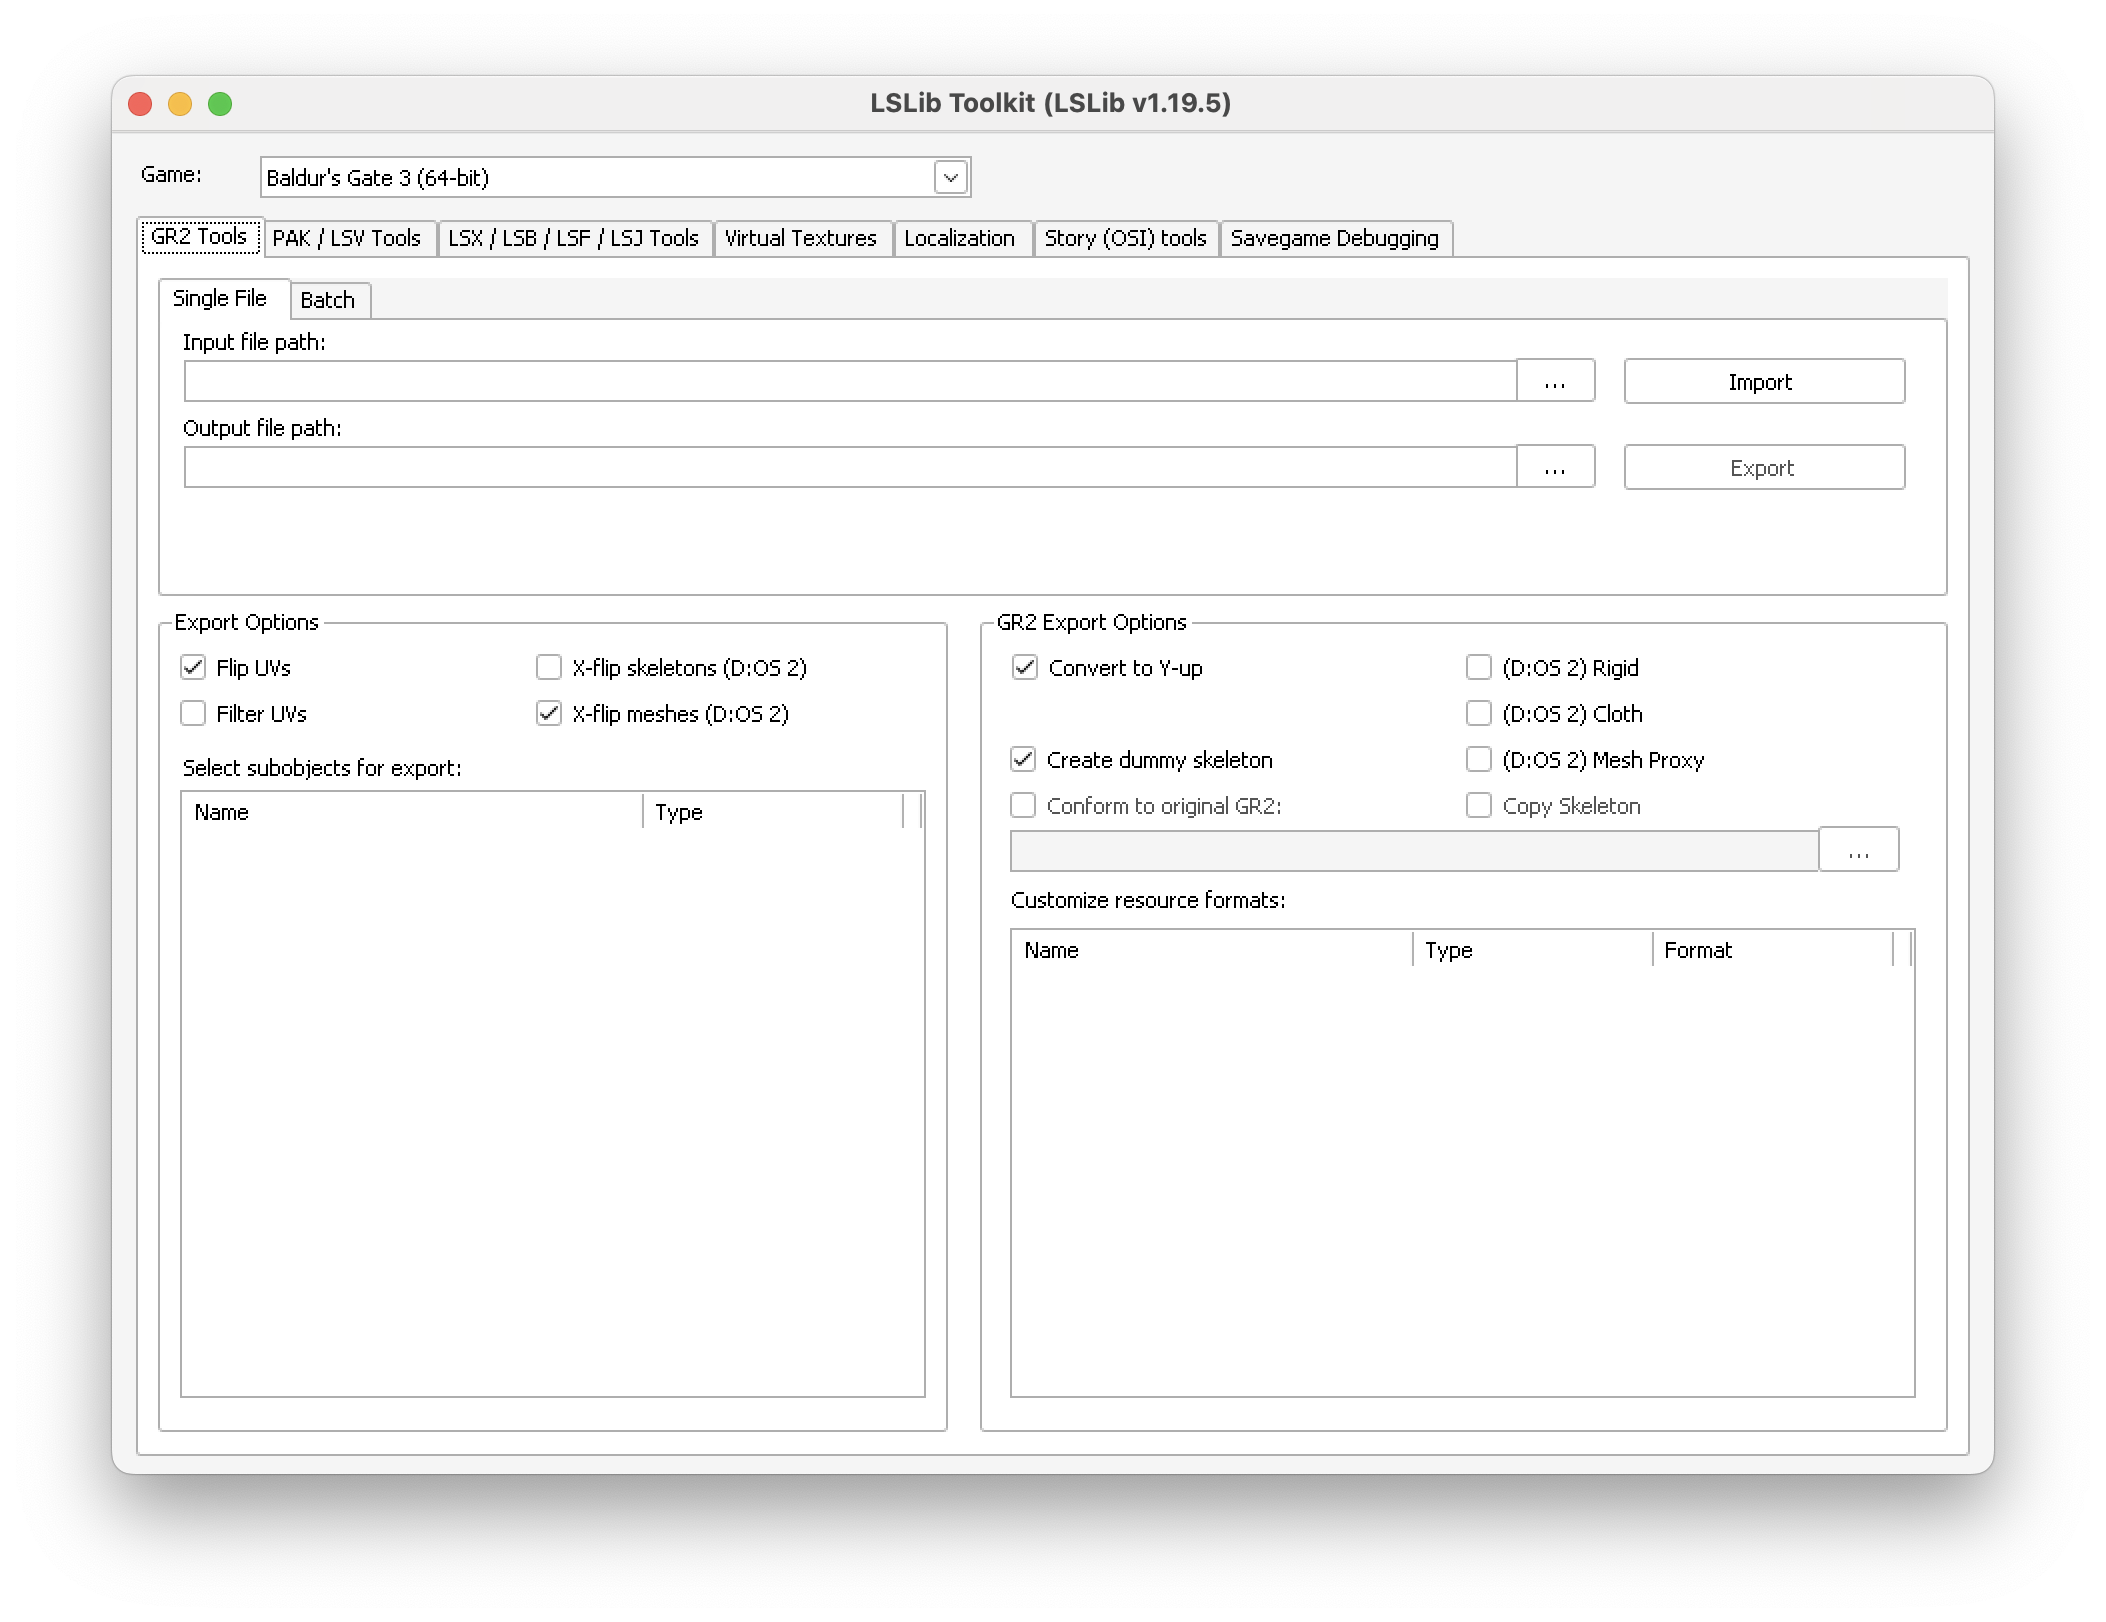 LSLib Toolkit (LSLib v1.19.5)
Game: Baldur's Gate 3 (64-bit)
GR2 Tools PAK / LSV Tools LSX / LSB / LSF / LSJ Tools Virtual Textures Localization Story (OSI) tools Savegame Debugging
Single File Batch
Input file path:
... Import
Output file path:
... Export
Export Options
Flip UVs X-flip skeletons (D:OS 2)
Filter UVs X-flip meshes (D:OS 2)
Select subobjects for export:
Name Type
GR2 Export Options
Convert to Y-up (D:OS 2) Rigid
(D:OS 2) Cloth
Create dummy skeleton (D:OS 2) Mesh Proxy
Conform to original GR2: Copy Skeleton
...
Customize resource formats:
Name Type Format